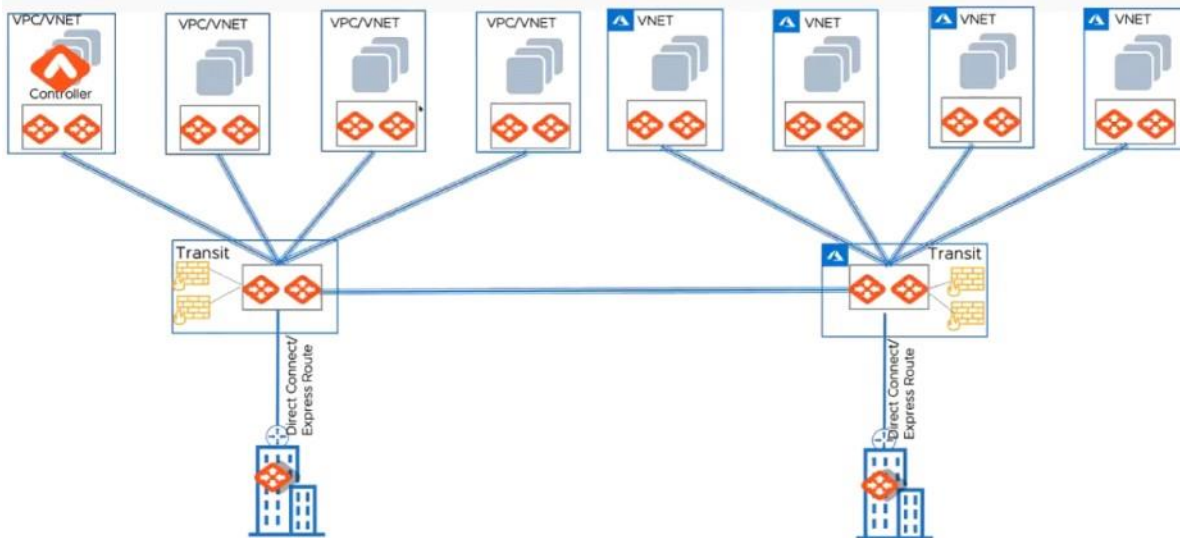 VPC/VNET
VPC/VNET
VPC/VNET
VPC/VNET
VNET
VNET
VNET
VNET
Controller
Transit
Transit
Direct Connect/
Express Route
Direct Connect/
Express Route